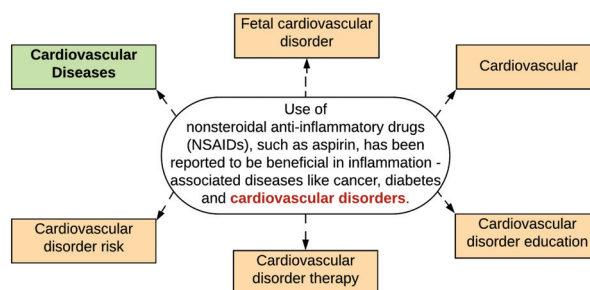 Fetal cardiovascular
disorder
Cardiovascular
Diseases
Cardiovascular
Use of
nonsteroidal anti-inflammatory drugs
(NSAIDs), such as aspirin, has been
reported to be beneficial in inflammation -
associated diseases like cancer, diabetes
and cardiovascular disorders.
Cardiovascular
disorder risk
Cardiovascular
disorder therapy
Cardiovascular
disorder education